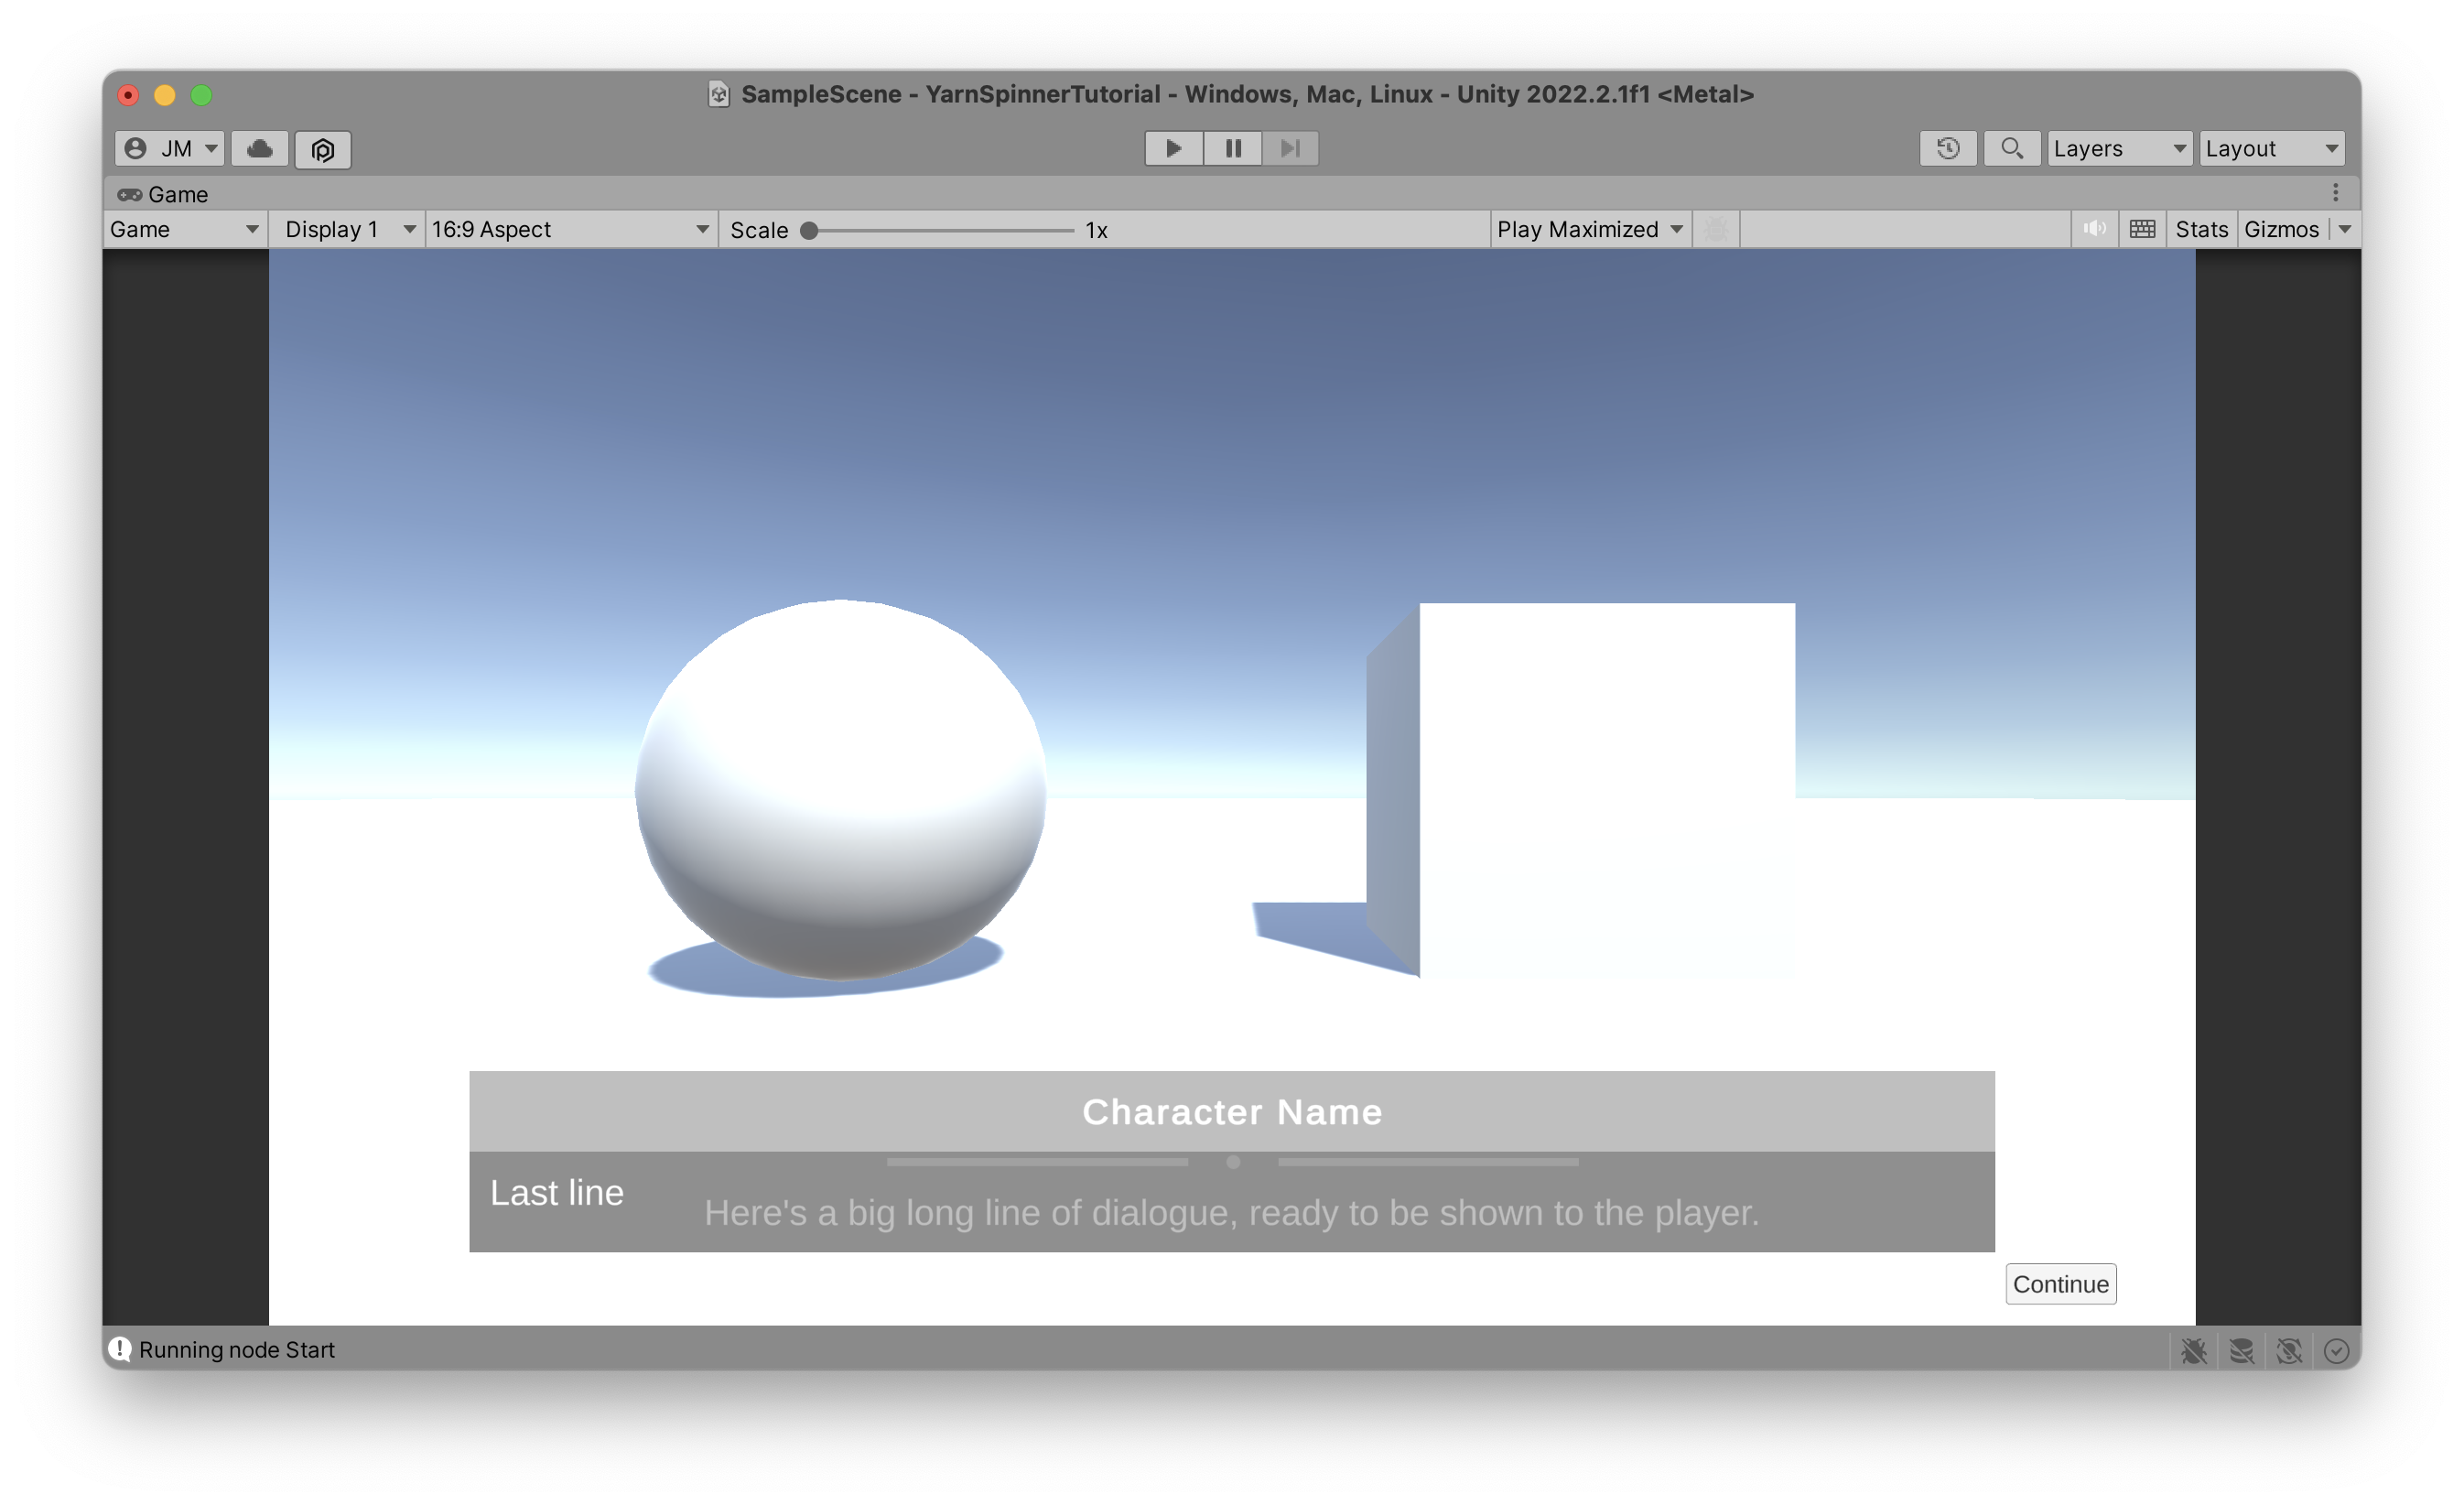 SampleScene - YarnSpinnerTutorial - Windows, Mac, Linux - Unity 2022.2.1f1 <Metal>
JM
Layers
Layout
Game
Game
Display 1
16:9 Aspect
Scale
1x
Play Maximized
Stats
Gizmos
Character Name
Last line
Here's a big long line of dialogue, ready to be shown to the player.
Continue
Running node Start